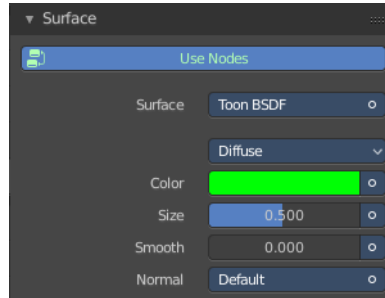 Surface
Use Nodes
Surface Toon BSDF
Diffuse
Color
Size 0.500
Smooth 0.000
Normal Default